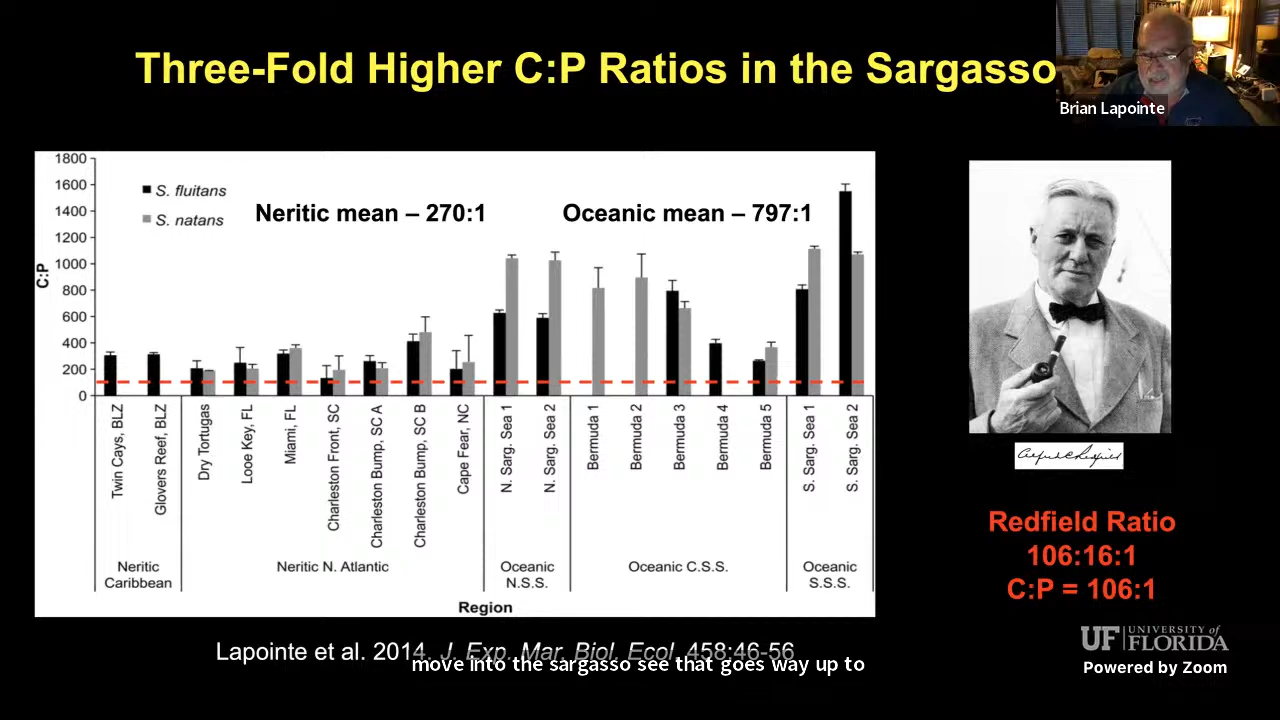 Three-Fold Higher C:P Ratios in the Sargasso
Brian Lapointe
1800
1600
1400
1200
1000
800
600
400
200
0
C:P
S. fluitans
S. natans
Neritic mean – 270:1
Oceanic mean – 797:1
Twin Cays, BLZ
Glovers Reef, BLZ
Dry Tortugas
Looe Key, FL
Miami, FL
Charleston Front, SC
Charleston Bump, SC A
Charleston Bump, SC B
Cape Fear, NC
N. Sarg. Sea 1
N. Sarg. Sea 2
Bermuda 1
Bermuda 2
Bermuda 3
Bermuda 4
Bermuda 5
S. Sarg. Sea 1
S. Sarg. Sea 2
Neritic
Caribbean
Neritic N. Atlantic
Oceanic
N.S.S.
Oceanic C.S.S.
Oceanic
S.S.S.
Region
Redfield Ratio
106:16:1
C:P = 106:1
Lapointe et al. 2014. J. Exp. Mar. Biol. Ecol. 458:46-56
move into the sargasso see that goes way up to
UF UNIVERSITY of
FLORIDA
Powered by Zoom